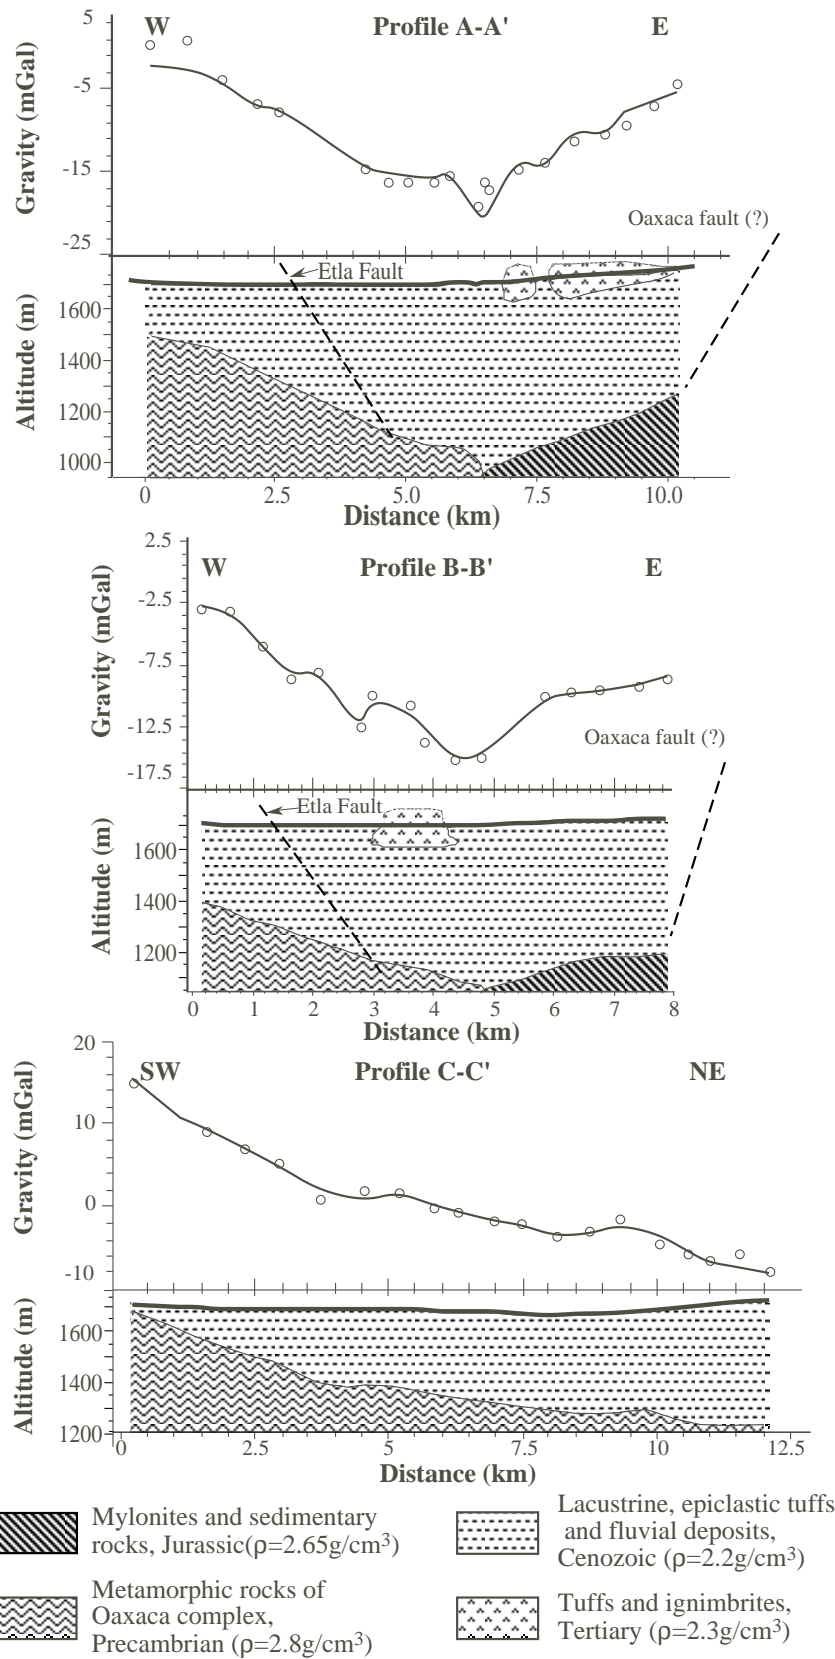 W Profile A-A' E
5
-5
-15
-25
Gravity (mGal)
Oaxaca fault (?)
Etla Fault
1600
1400
1200
1000
Altitude (m)
0 2.5 5.0 7.5 10.0
Distance (km)
W Profile B-B' E
2.5
-2.5
-7.5
-12.5
-17.5
Gravity (mGal)
Oaxaca fault (?)
Etla Fault
1600
1400
1200
Altitude (m)
0 1 2 3 4 5 6 7 8
Distance (km)
SW Profile C-C' NE
20
10
0
-10
Gravity (mGal)
1600
1400
1200
Altitude (m)
0 2.5 5 7.5 10 12.5
Distance (km)
Mylonites and sedimentary
rocks, Jurassic(ρ=2.65g/cm³)
Metamorphic rocks of
Oaxaca complex,
Precambrian (ρ=2.8g/cm³)
Lacustrine, epiclastic tuffs
and fluvial deposits,
Cenozoic (ρ=2.2g/cm³)
Tuffs and ignimbrites,
Tertiary (ρ=2.3g/cm³)